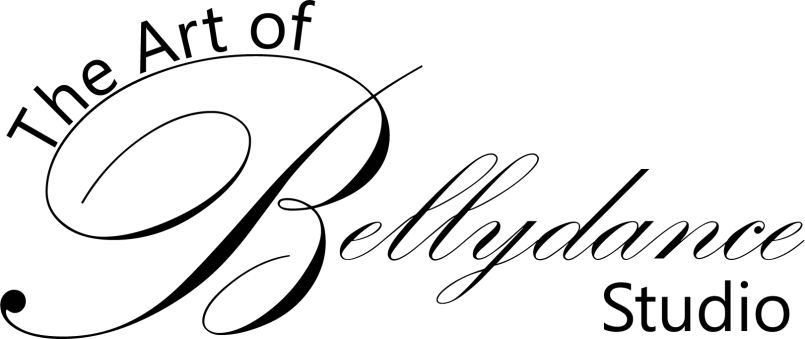 The Art of
Bellydance
Studio